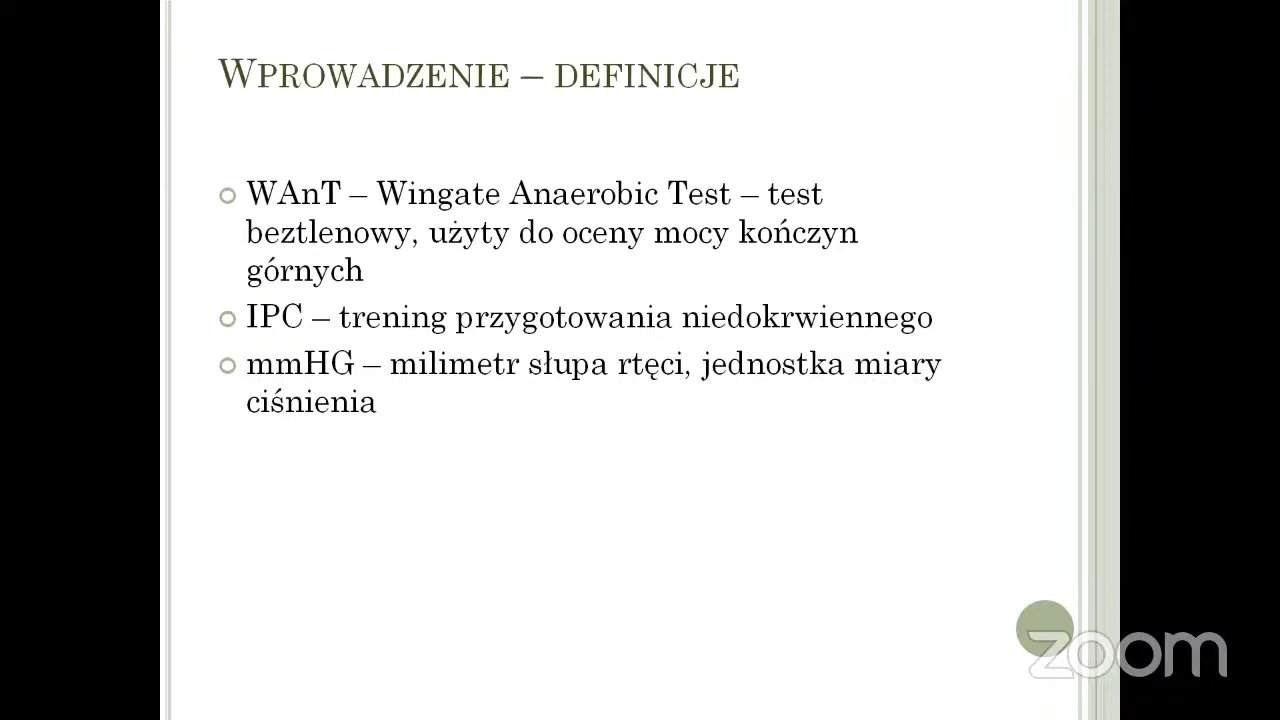 WPROWADZENIE – DEFINICJE
WAnT – Wingate Anaerobic Test – test
beztlenowy, użyty do oceny mocy kończyn
górnych
IPC – trening przygotowania niedokrwiennego
mmHG – milimetr słupa rtęci, jednostka miary
ciśnienia
zoom